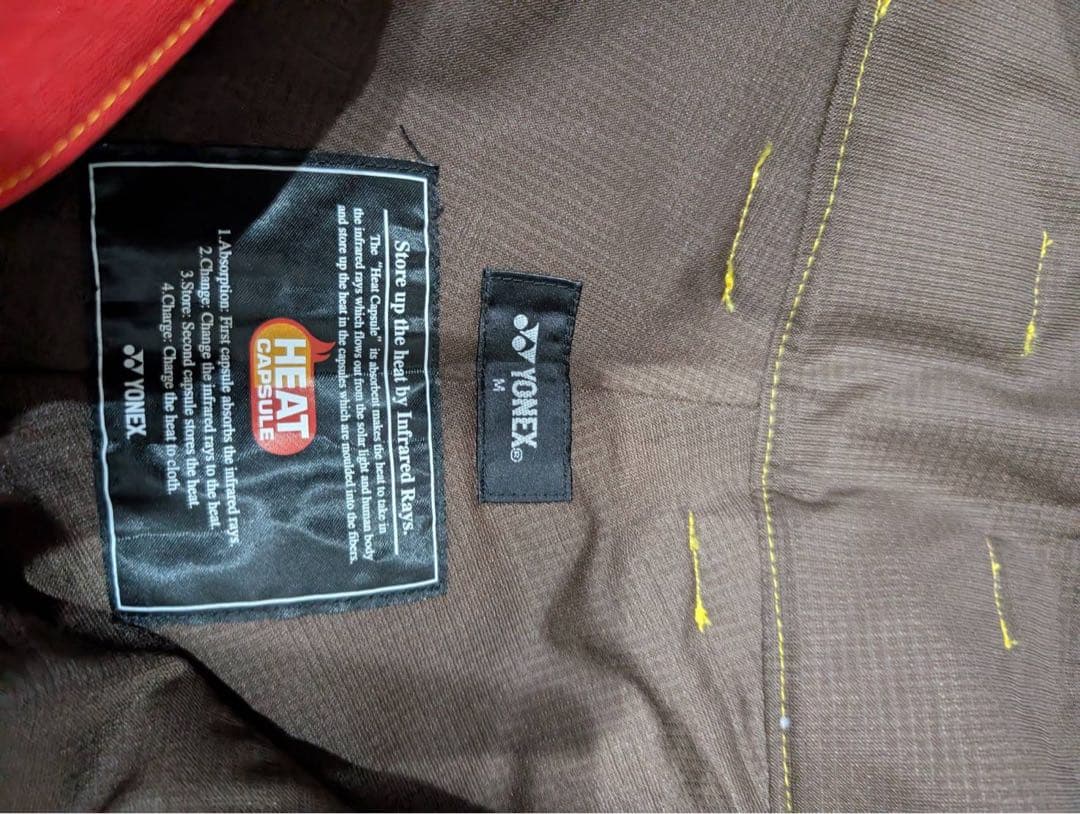 Store up the heat by Infrared Rays.
The "Heat Capsule" its absorbent makes the heat to take in
the infrared rays which flows out from the solar light and human body
and store up the heat in the capsules which are moulded into the fibers.
HEAT
CAPSULE
1.Absorption: First capsule absorbs the infrared rays.
2.Change: Change the infrared rays to the heat.
3.Store: Second capsule stores the heat.
4.Charge: Charge the heat to cloth.
YONEX
YONEX®
M